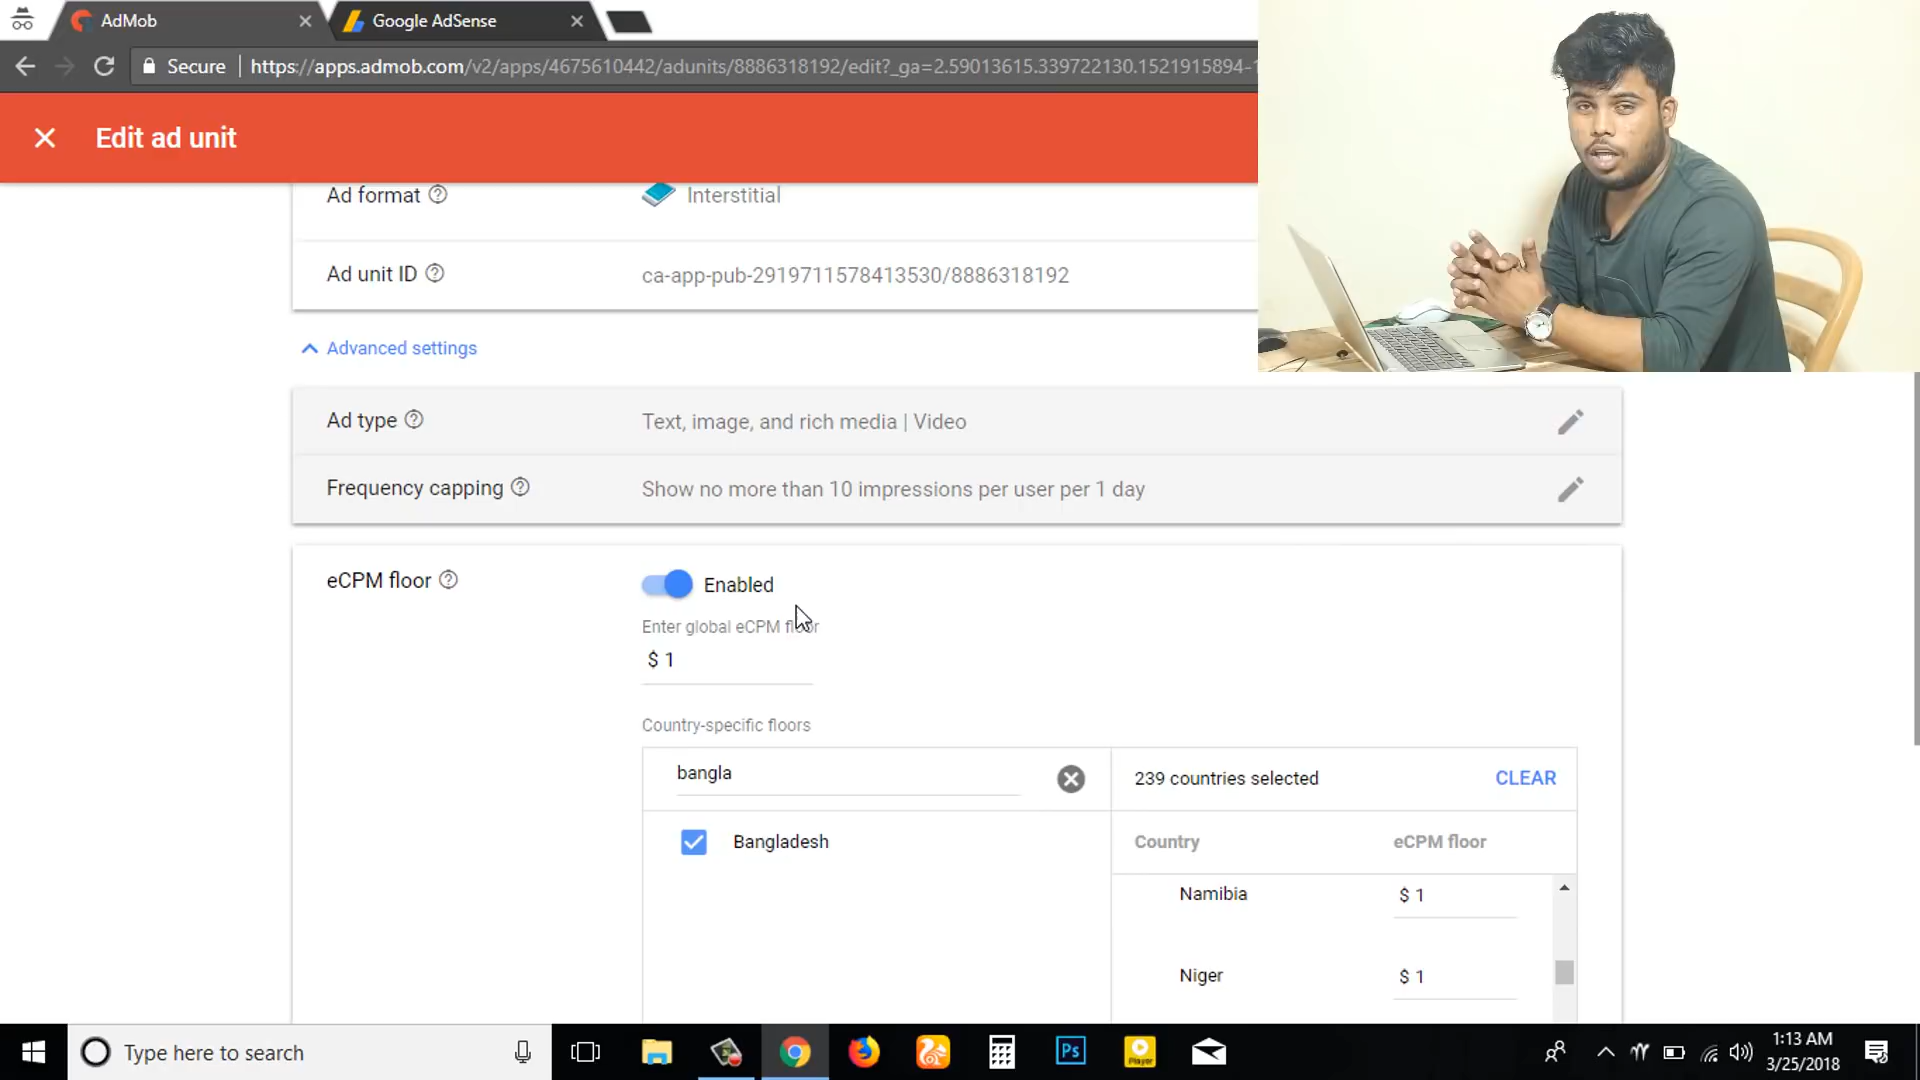 AdMob
Google AdSense
Secure
https://apps.admob.com/v2/apps/4675610442/adunits/8886318192/edit?_ga=2.59013615.339722130.1521915894-1
Edit ad unit
Ad format
Interstitial
Ad unit ID
ca-app-pub-2919711578413530/8886318192
Advanced settings
Ad type
Text, image, and rich media | Video
Frequency capping
Show no more than 10 impressions per user per 1 day
eCPM floor
Enabled
Enter global eCPM floor
$ 1
Country-specific floors
bangla
239 countries selected
CLEAR
Bangladesh
Country
eCPM floor
Namibia
$ 1
Niger
$ 1
Type here to search
Ps
Player
1:13 AM
3/25/2018